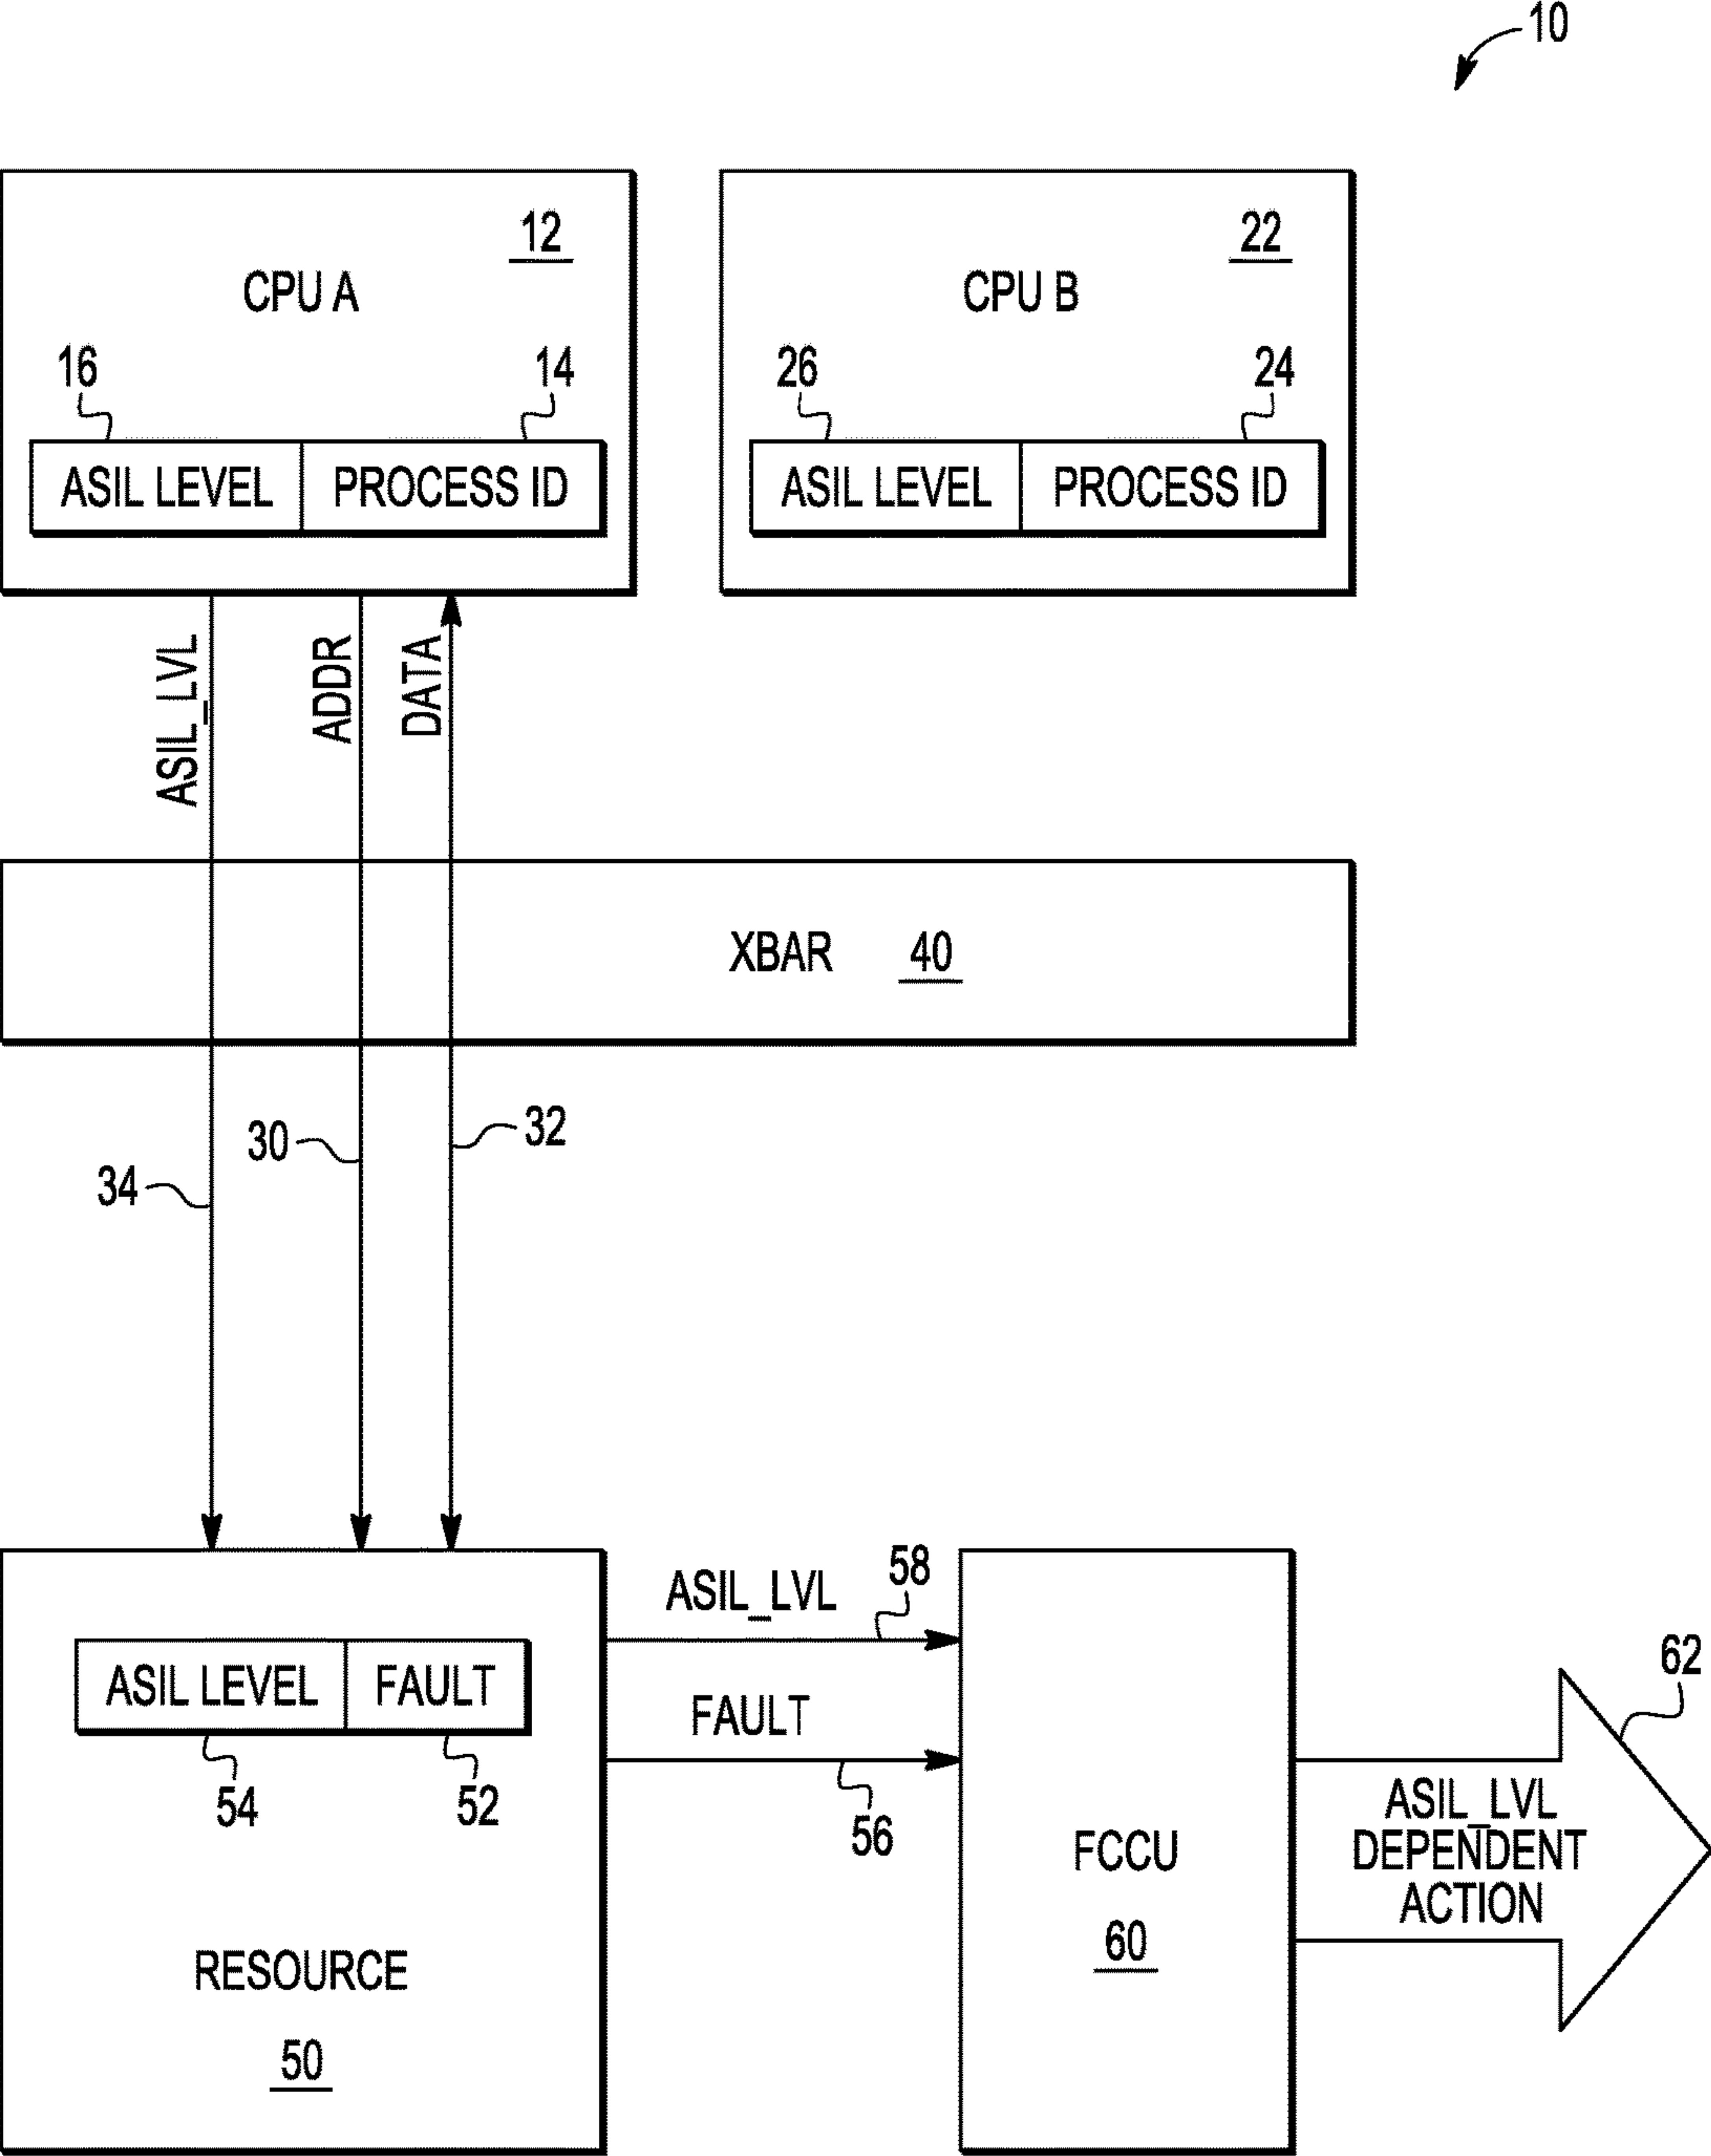 10
12
CPU A
16
14
ASIL LEVEL
PROCESS ID
22
CPU B
26
24
ASIL LEVEL
PROCESS ID
ASIL_LVL
ADDR
DATA
XBAR 40
34
30
32
ASIL LEVEL
FAULT
54
52
RESOURCE
50
ASIL_LVL
58
FAULT
56
FCCU
60
62
ASIL_LVL
DEPENDENT
ACTION